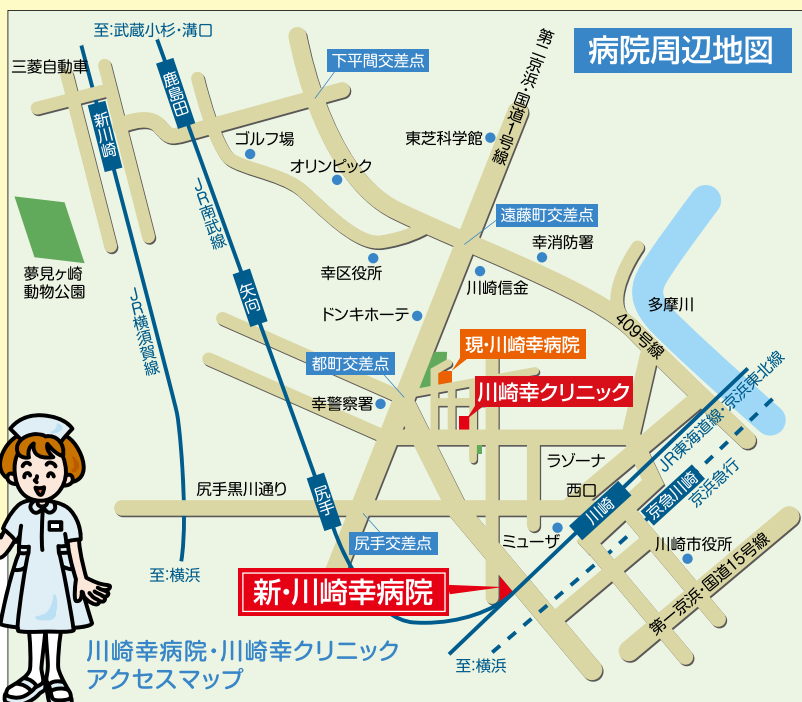 病院周辺地図
至:武蔵小杉・溝口
三菱自動車
鹿島田
新川崎
下平間交差点
第二京浜・国道1号線
ゴルフ場
オリンピック
東芝科学館
JR南武線
遠藤町交差点
幸消防署
夢見ヶ崎
動物公園
幸区役所
川崎信金
矢向
JR横須賀線
ドンキホーテ
多摩川
409号線
現・川崎幸病院
都町交差点
川崎幸クリニック
幸警察署
JR東海道線・京浜東北線
ラゾーナ
尻手黒川通り
尻手
西口
川崎
京急川崎
京浜急行
尻手交差点
ミューザ
川崎市役所
至:横浜
新・川崎幸病院
第一京浜・国道15号線
至:横浜
川崎幸病院・川崎幸クリニック
アクセスマップ